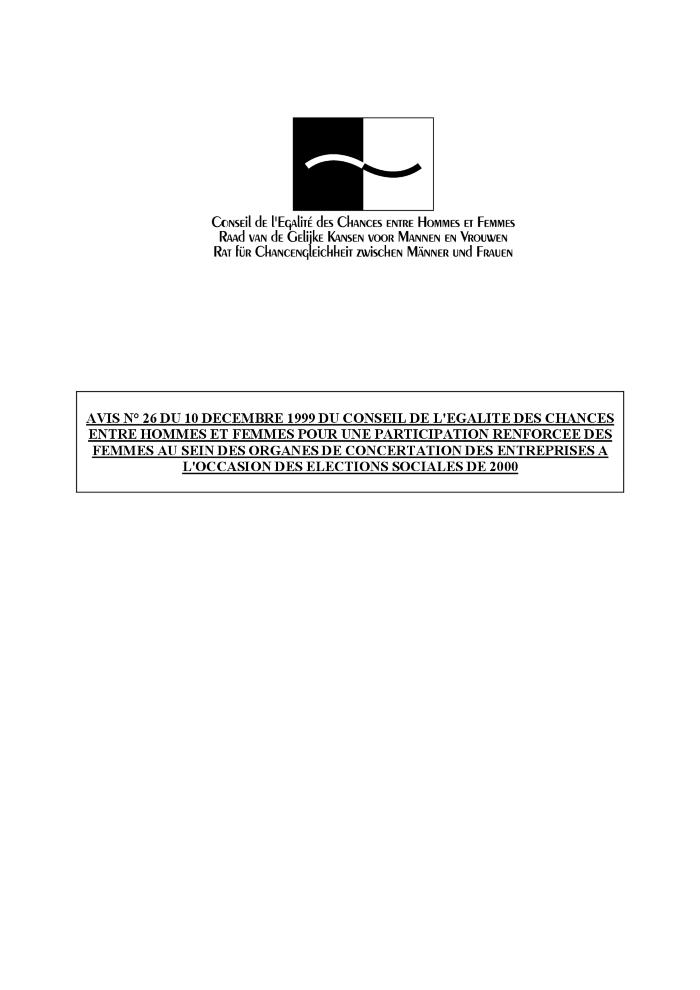 Conseil de l'Egalité des Chances entre Hommes et Femmes
Raad van de Gelijke Kansen voor Mannen en Vrouwen
Rat für Chancengleichheit zwischen Männer und Frauen
AVIS N° 26 DU 10 DECEMBRE 1999 DU CONSEIL DE L'EGALITE DES CHANCES
ENTRE HOMMES ET FEMMES POUR UNE PARTICIPATION RENFORCEE DES
FEMMES AU SEIN DES ORGANES DE CONCERTATION DES ENTREPRISES A
L'OCCASION DES ELECTIONS SOCIALES DE 2000